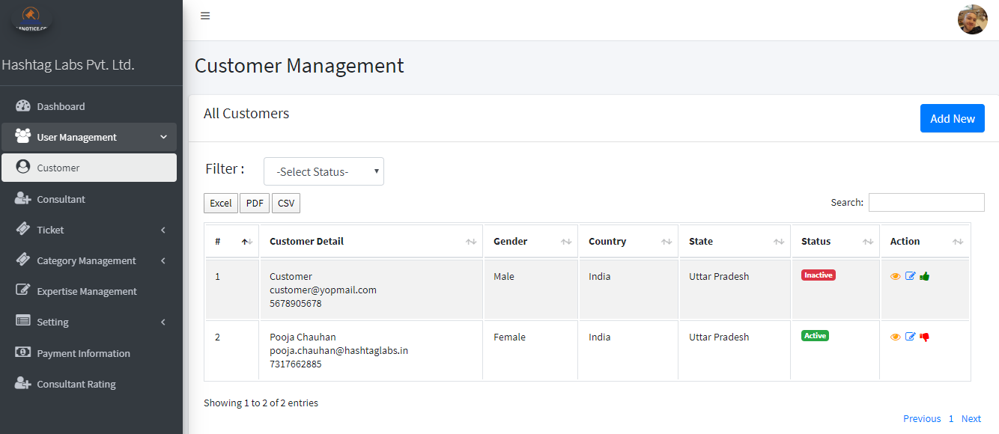 Hashtag Labs Pvt. Ltd.
Dashboard
User Management
Customer
Consultant
Ticket
Category Management
Expertise Management
Setting
Payment Information
Consultant Rating
Customer Management
All Customers
Add New
Filter :
-Select Status-
Excel PDF CSV
Search:
# Customer Detail Gender Country State Status Action
1 Customer Male India Uttar Pradesh Inactive
customer@yopmail.com
5678905678
2 Pooja Chauhan Female India Uttar Pradesh Active
pooja.chauhan@hashtaglabs.in
7317662885
Showing 1 to 2 of 2 entries
Previous 1 Next